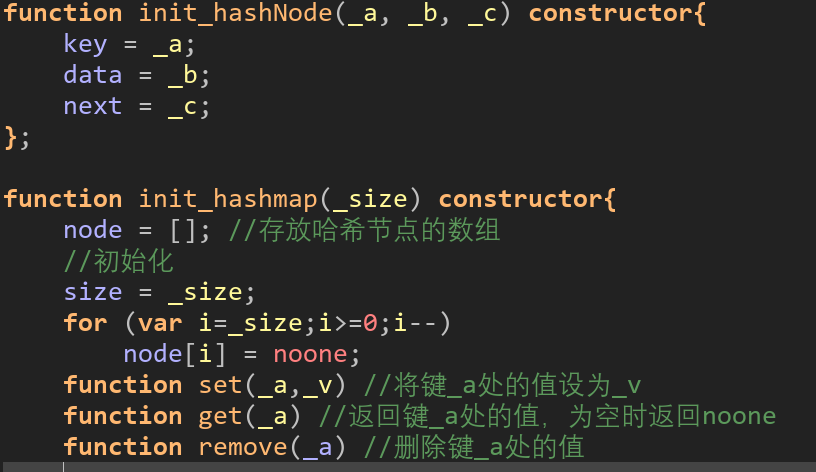 function init_hashNode(_a, _b, _c) constructor{
    key = _a;
    data = _b;
    next = _c;
};

function init_hashmap(_size) constructor{
    node = []; //存放哈希节点的数组
    //初始化
    size = _size;
    for (var i=_size;i>=0;i--)
        node[i] = noone;
    function set(_a,_v) //将键_a处的值设为_v
    function get(_a) //返回键_a处的值，为空时返回noone
    function remove(_a) //删除键_a处的值